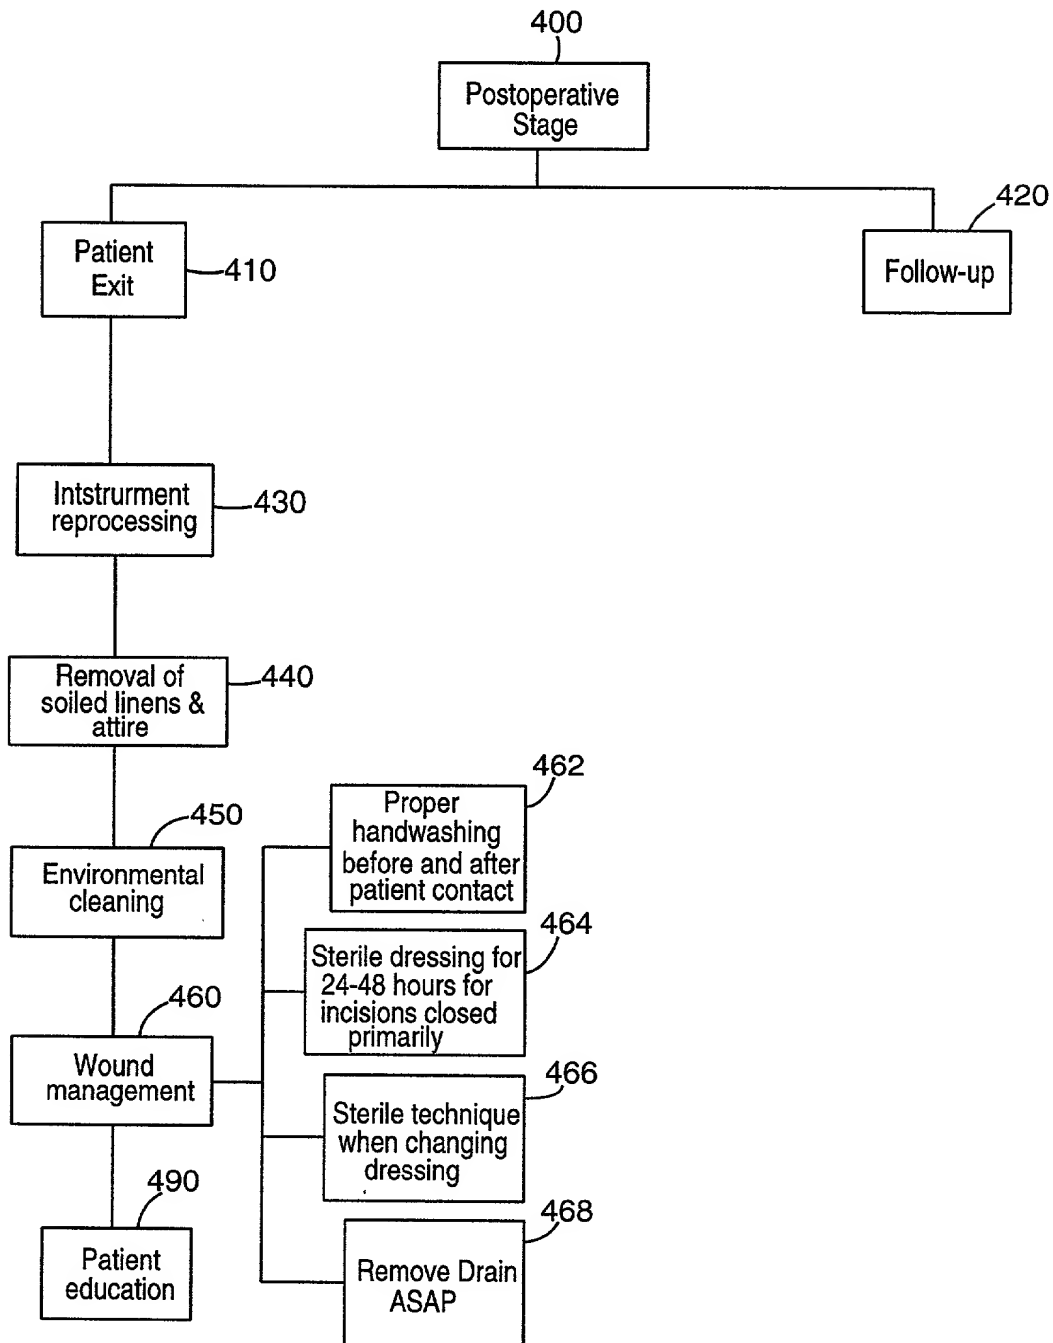 400
Postoperative
Stage
420
Patient
Exit
410
Follow-up
Intstrurment
reprocessing
430
Removal of
soiled linens &
attire
440
462
Proper
handwashing
before and after
patient contact
450
Environmental
cleaning
464
Sterile dressing for
24-48 hours for
incisions closed
primarily
460
Wound
management
466
Sterile technique
when changing
dressing
490
Patient
education
468
Remove Drain
ASAP